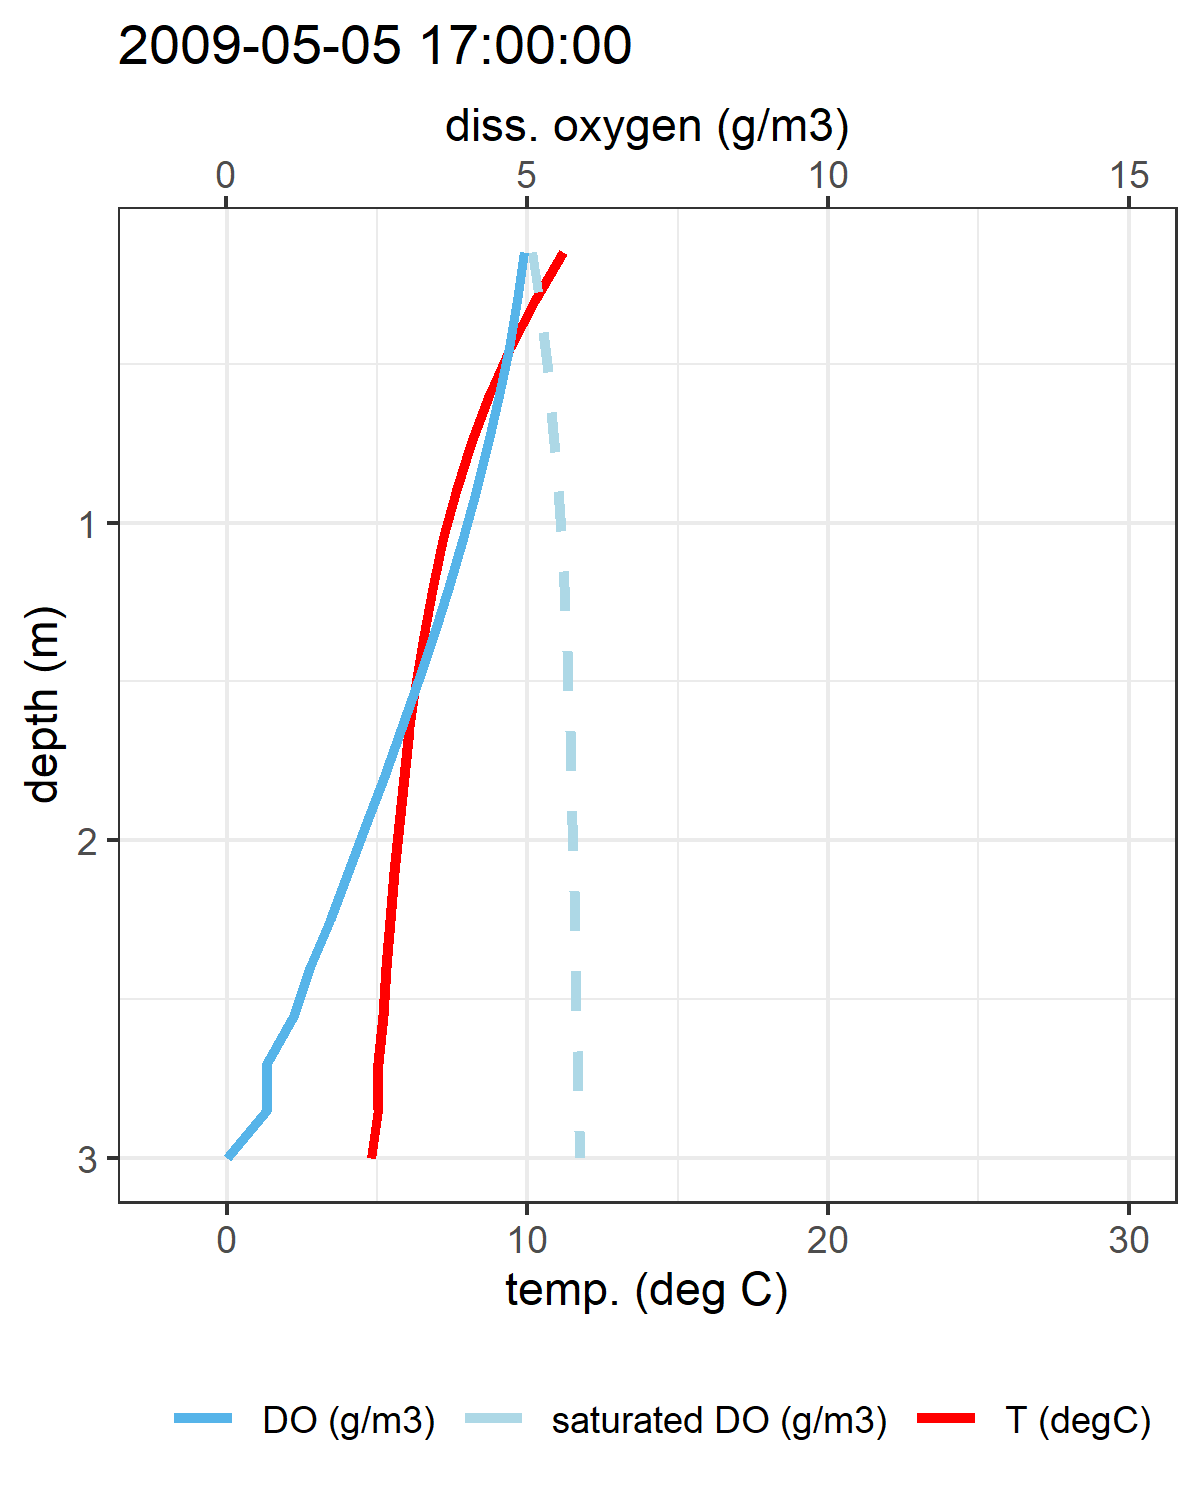 2009-05-05 17:00:00
diss. oxygen (g/m3)
0 5 10 15
depth (m)
1
2
3
0 10 20 30
temp. (deg C)
DO (g/m3) saturated DO (g/m3) T (degC)